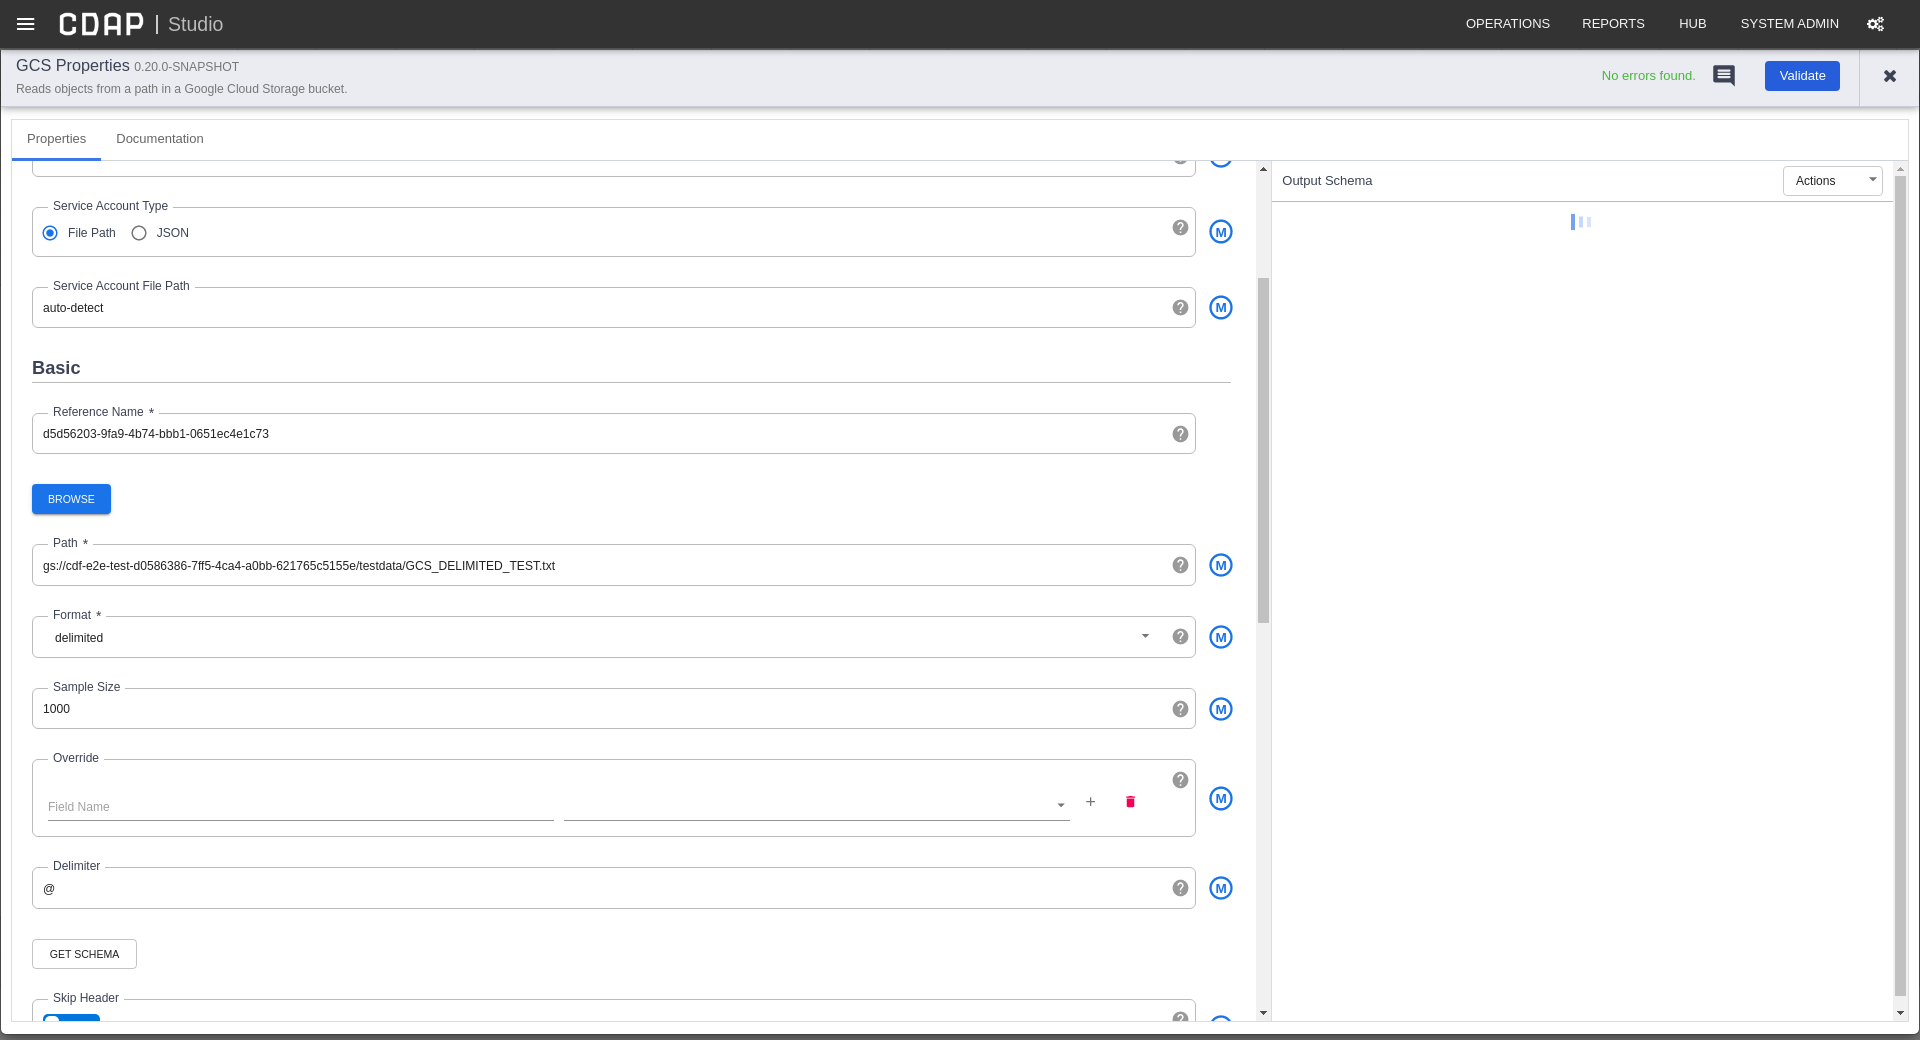 CDAP | Studio
OPERATIONS REPORTS HUB SYSTEM ADMIN
GCS Properties 0.20.0-SNAPSHOT
Reads objects from a path in a Google Cloud Storage bucket.
No errors found.
Validate
Properties Documentation
Output Schema
Actions
Service Account Type
File Path JSON
M
Service Account File Path
auto-detect
M
Basic
Reference Name *
d5d56203-9fa9-4b74-bbb1-0651ec4e1c73
BROWSE
Path *
gs://cdf-e2e-test-d0586386-7ff5-4ca4-a0bb-621765c5155e/testdata/GCS_DELIMITED_TEST.txt
M
Format *
delimited
M
Sample Size
1000
M
Override
Field Name
M
Delimiter
@
M
GET SCHEMA
Skip Header